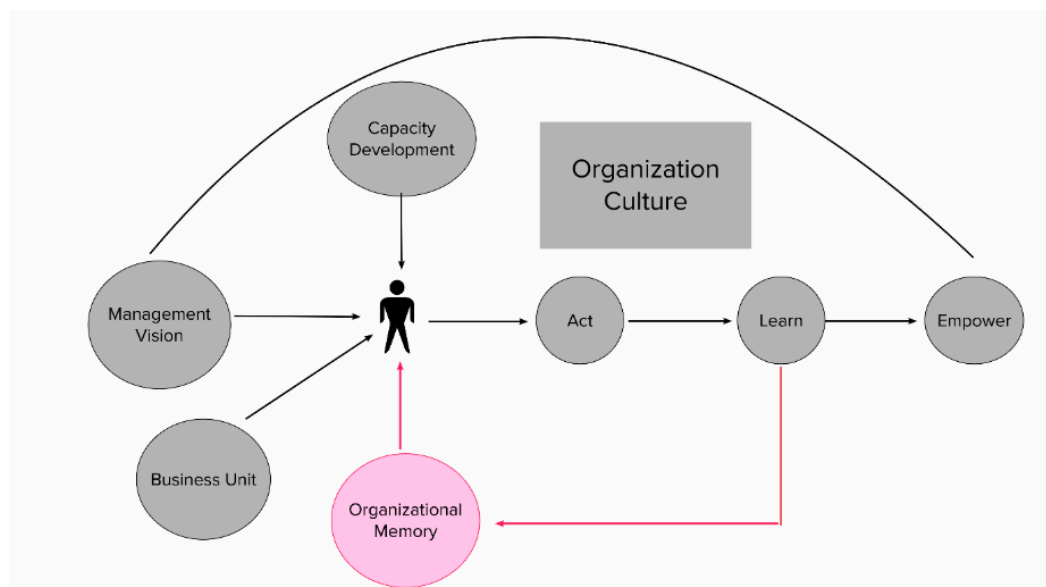 Capacity
Development
Organization
Culture
Management
Vision
Act
Learn
Empower
Business Unit
Organizational
Memory